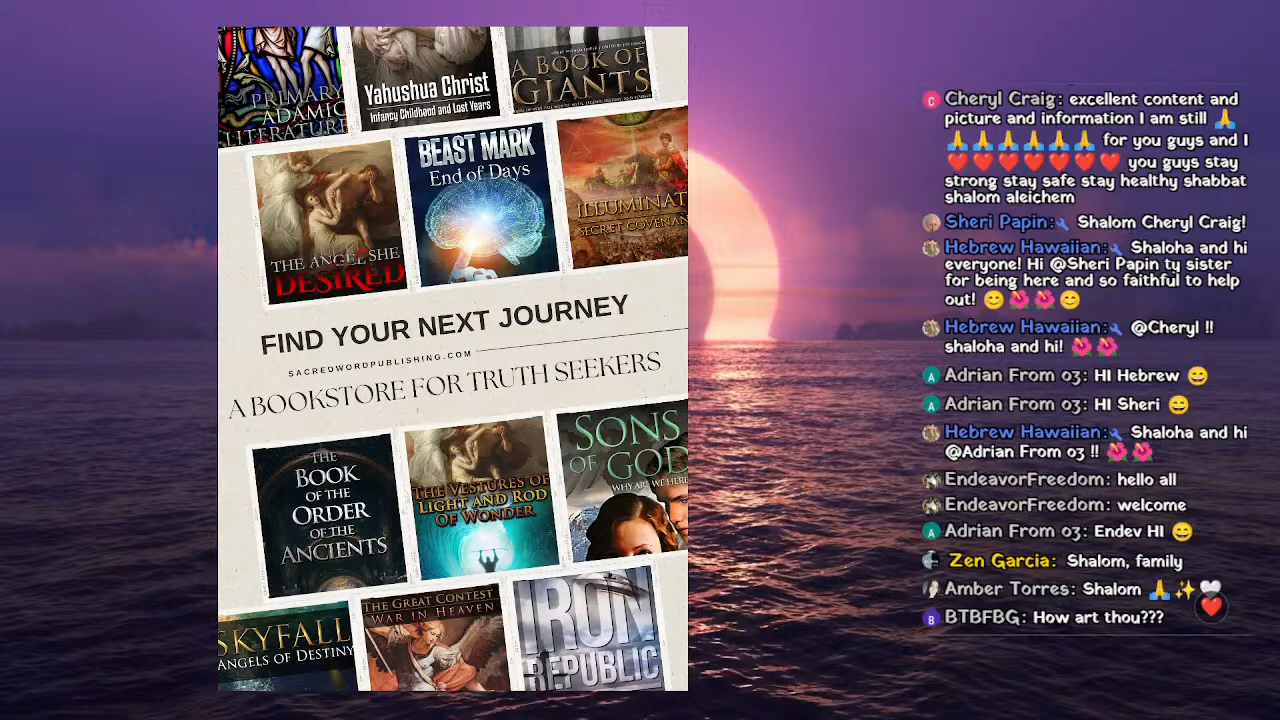 PRIMARY
ADAMIC
LITERATURE
Yahushua Christ
Infancy Childhood and Lost Years
A BOOK OF
GIANTS
THE ANGEL SHE
DESIRED
BEAST MARK
End of Days
ILLUMINAT
SECRET COVENAN
FIND YOUR NEXT JOURNEY
SACREDWORDPUBLISHING.COM
A BOOKSTORE FOR TRUTH SEEKERS
THE
BOOK
OF THE
ORDER
OF THE
ANCIENTS
THE VESTURES OF
LIGHT AND ROD
OF WONDER
SONS
OF GOD
WHY ARE WE HERE
SKYFALL
ANGELS OF DESTINY
THE GREAT CONTEST
WAR IN HEAVEN
IRON
REPUBLIC
C Cheryl Craig: excellent content and
picture and information I am still 🙏
🙏🙏🙏🙏🙏🙏 for you guys and I
❤️❤️❤️❤️❤️❤️❤️ you guys stay
strong stay safe stay healthy shabbat
shalom aleichem
Sheri Papin: Shalom Cheryl Craig!
Hebrew Hawaiian: Shaloha and hi
everyone! Hi @Sheri Papin ty sister
for being here and so faithful to help
out! 😊🌺🌺😊
Hebrew Hawaiian: @Cheryl !!
shaloha and hi! 🌺🌺
A Adrian From o3: HI Hebrew 😄
A Adrian From o3: HI Sheri 😄
Hebrew Hawaiian: Shaloha and hi
@Adrian From o3 !! 🌺🌺
EndeavorFreedom: hello all
EndeavorFreedom: welcome
A Adrian From o3: Endev HI 😄
Zen Garcia: Shalom, family
Amber Torres: Shalom 🙏✨🤍
B BTBFBG: How art thou???